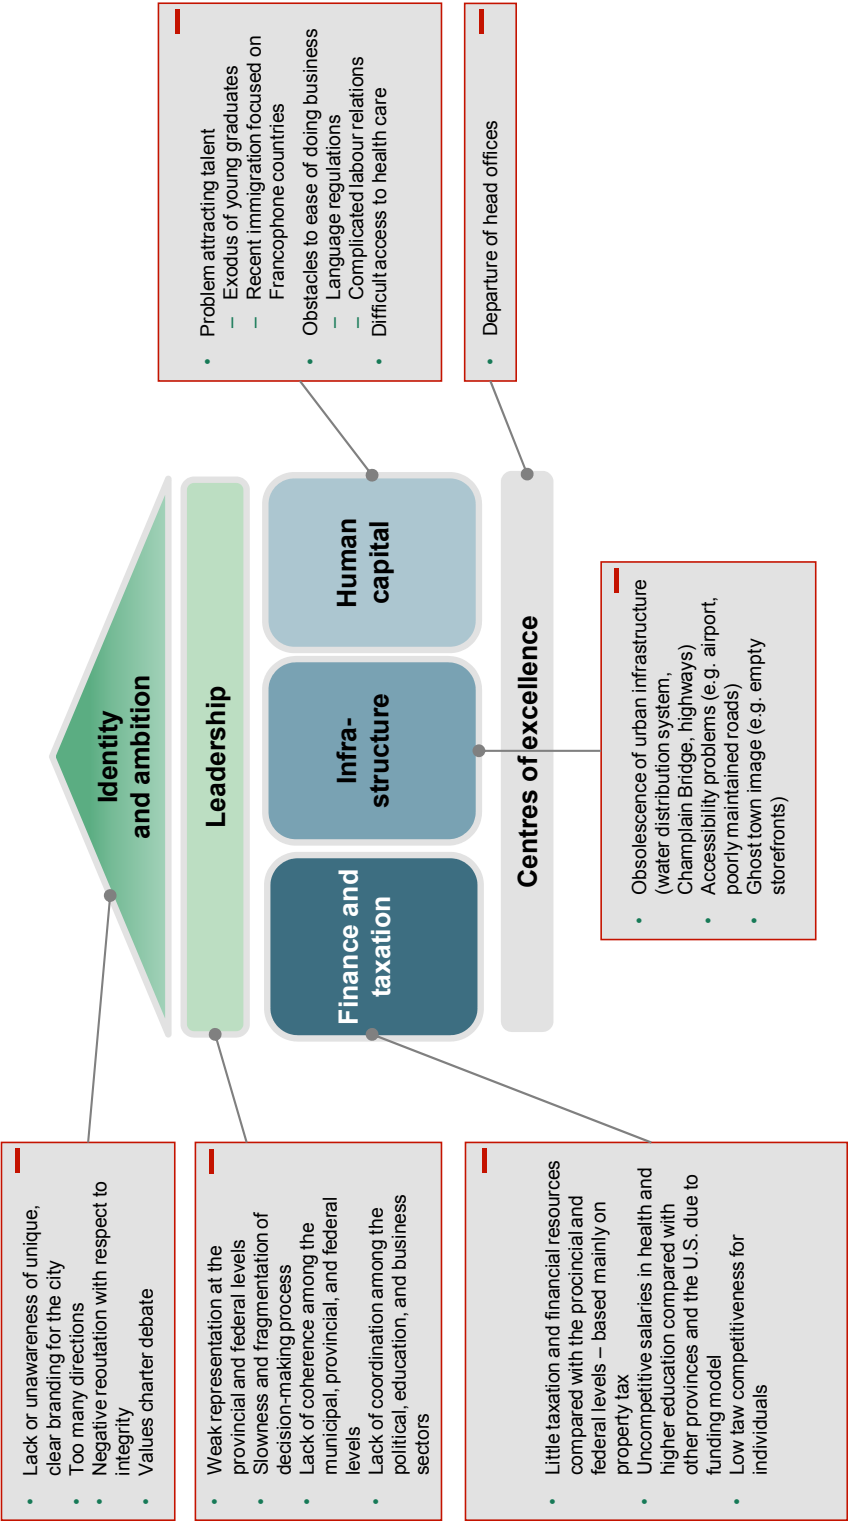 Lack or unawareness of unique,
clear branding for the city
Too many directions
Negative reoutation with respect to
integrity
Values charter debate
Weak representation at the
provincial and federal levels
Slowness and fragmentation of
decision-making process
Lack of coherence among the
municipal, provincial, and federal
levels
Lack of coordination among the
political, education, and business
sectors
Little taxation and financial resources
compared with the procincial and
federal levels – based mainly on
property tax
Uncompetitive salaries in health and
higher education compared with
other provinces and the U.S. due to
funding model
Low taw competitiveness for
individuals
Identity
and ambition
Leadership
Finance and
taxation
Infra-
structure
Human
capital
Centres of excellence
Obsolescence of urban infrastructure
(water distribution system,
Champlain Bridge, highways)
Accessibility problems (e.g. airport,
poorly maintained roads)
Ghost town image (e.g. empty
storefronts)
Problem attracting talent
– Exodus of young graduates
– Recent immigration focused on
Francophone countries
Obstacles to ease of doing business
– Language regulations
– Complicated labour relations
Difficult access to health care
Departure of head offices